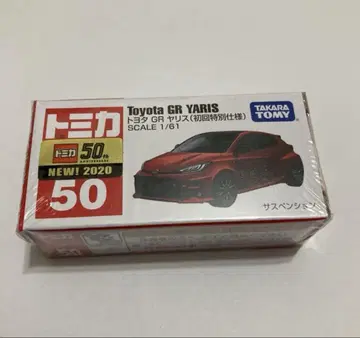 トミカ
トミカ 50th
ANNIVERSARY
NEW! 2020
50
Toyota GR YARIS
トヨタ GR ヤリス(初回特別仕様)
SCALE 1/61
TAKARA
TOMY
サスペンション